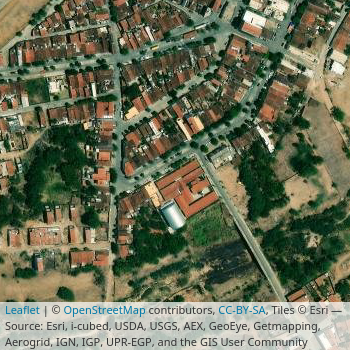 Leaflet | © OpenStreetMap contributors, CC-BY-SA, Tiles © Esri —
Source: Esri, i-cubed, USDA, USGS, AEX, GeoEye, Getmapping,
Aerogrid, IGN, IGP, UPR-EGP, and the GIS User Community